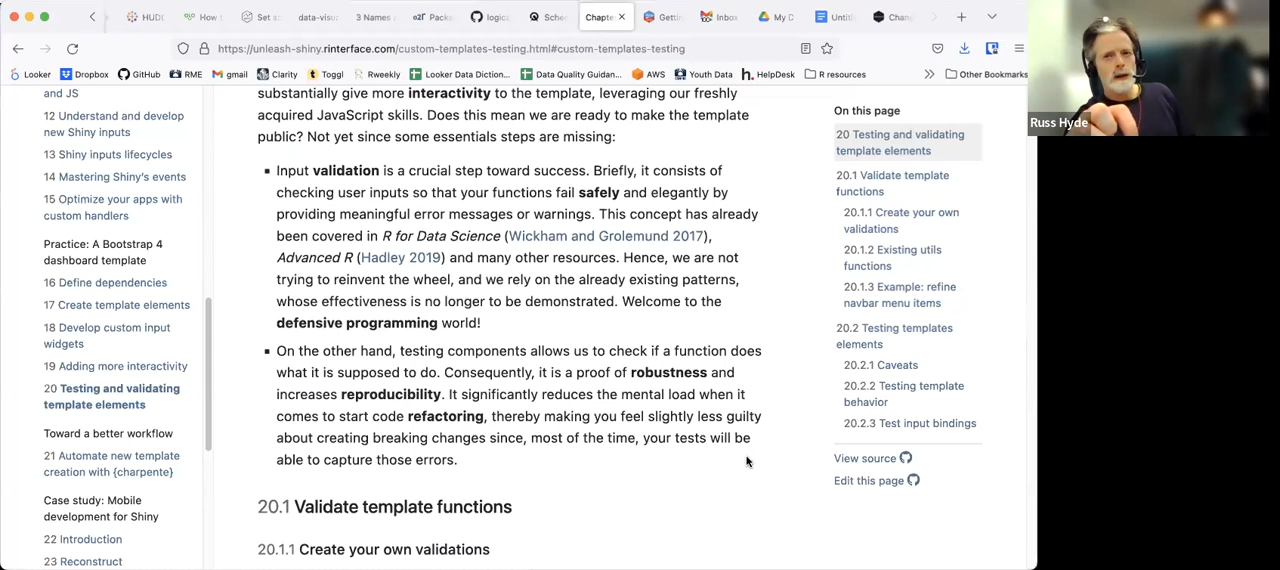 HUD
How
Set a
data-visu
3 Names
Pack
logica
Sche
Chapte
Gettin
Inbox
My D
Untitl
Chan
https://unleash-shiny.rinterface.com/custom-templates-testing.html#custom-templates-testing
Looker
Dropbox
GitHub
RME
gmail
Clarity
Toggl
Rweekly
Looker Data Diction...
Data Quality Guidan...
AWS
Youth Data
HelpDesk
R resources
Other Bookmarks
and JS
12 Understand and develop
new Shiny inputs
13 Shiny inputs lifecycles
14 Mastering Shiny's events
15 Optimize your apps with
custom handlers
Practice: A Bootstrap 4
dashboard template
16 Define dependencies
17 Create template elements
18 Develop custom input
widgets
19 Adding more interactivity
20 Testing and validating
template elements
Toward a better workflow
21 Automate new template
creation with {charpente}
Case study: Mobile
development for Shiny
22 Introduction
23 Reconstruct
substantially give more interactivity to the template, leveraging our freshly
acquired JavaScript skills. Does this mean we are ready to make the template
public? Not yet since some essentials steps are missing:
▪ Input validation is a crucial step toward success. Briefly, it consists of
checking user inputs so that your functions fail safely and elegantly by
providing meaningful error messages or warnings. This concept has already
been covered in R for Data Science (Wickham and Grolemund 2017),
Advanced R (Hadley 2019) and many other resources. Hence, we are not
trying to reinvent the wheel, and we rely on the already existing patterns,
whose effectiveness is no longer to be demonstrated. Welcome to the
defensive programming world!
▪ On the other hand, testing components allows us to check if a function does
what it is supposed to do. Consequently, it is a proof of robustness and
increases reproducibility. It significantly reduces the mental load when it
comes to start code refactoring, thereby making you feel slightly less guilty
about creating breaking changes since, most of the time, your tests will be
able to capture those errors.
20.1 Validate template functions
20.1.1 Create your own validations
On this page
20 Testing and validating
template elements
20.1 Validate template
functions
20.1.1 Create your own
validations
20.1.2 Existing utils
functions
20.1.3 Example: refine
navbar menu items
20.2 Testing templates
elements
20.2.1 Caveats
20.2.2 Testing template
behavior
20.2.3 Test input bindings
View source
Edit this page
Russ Hyde